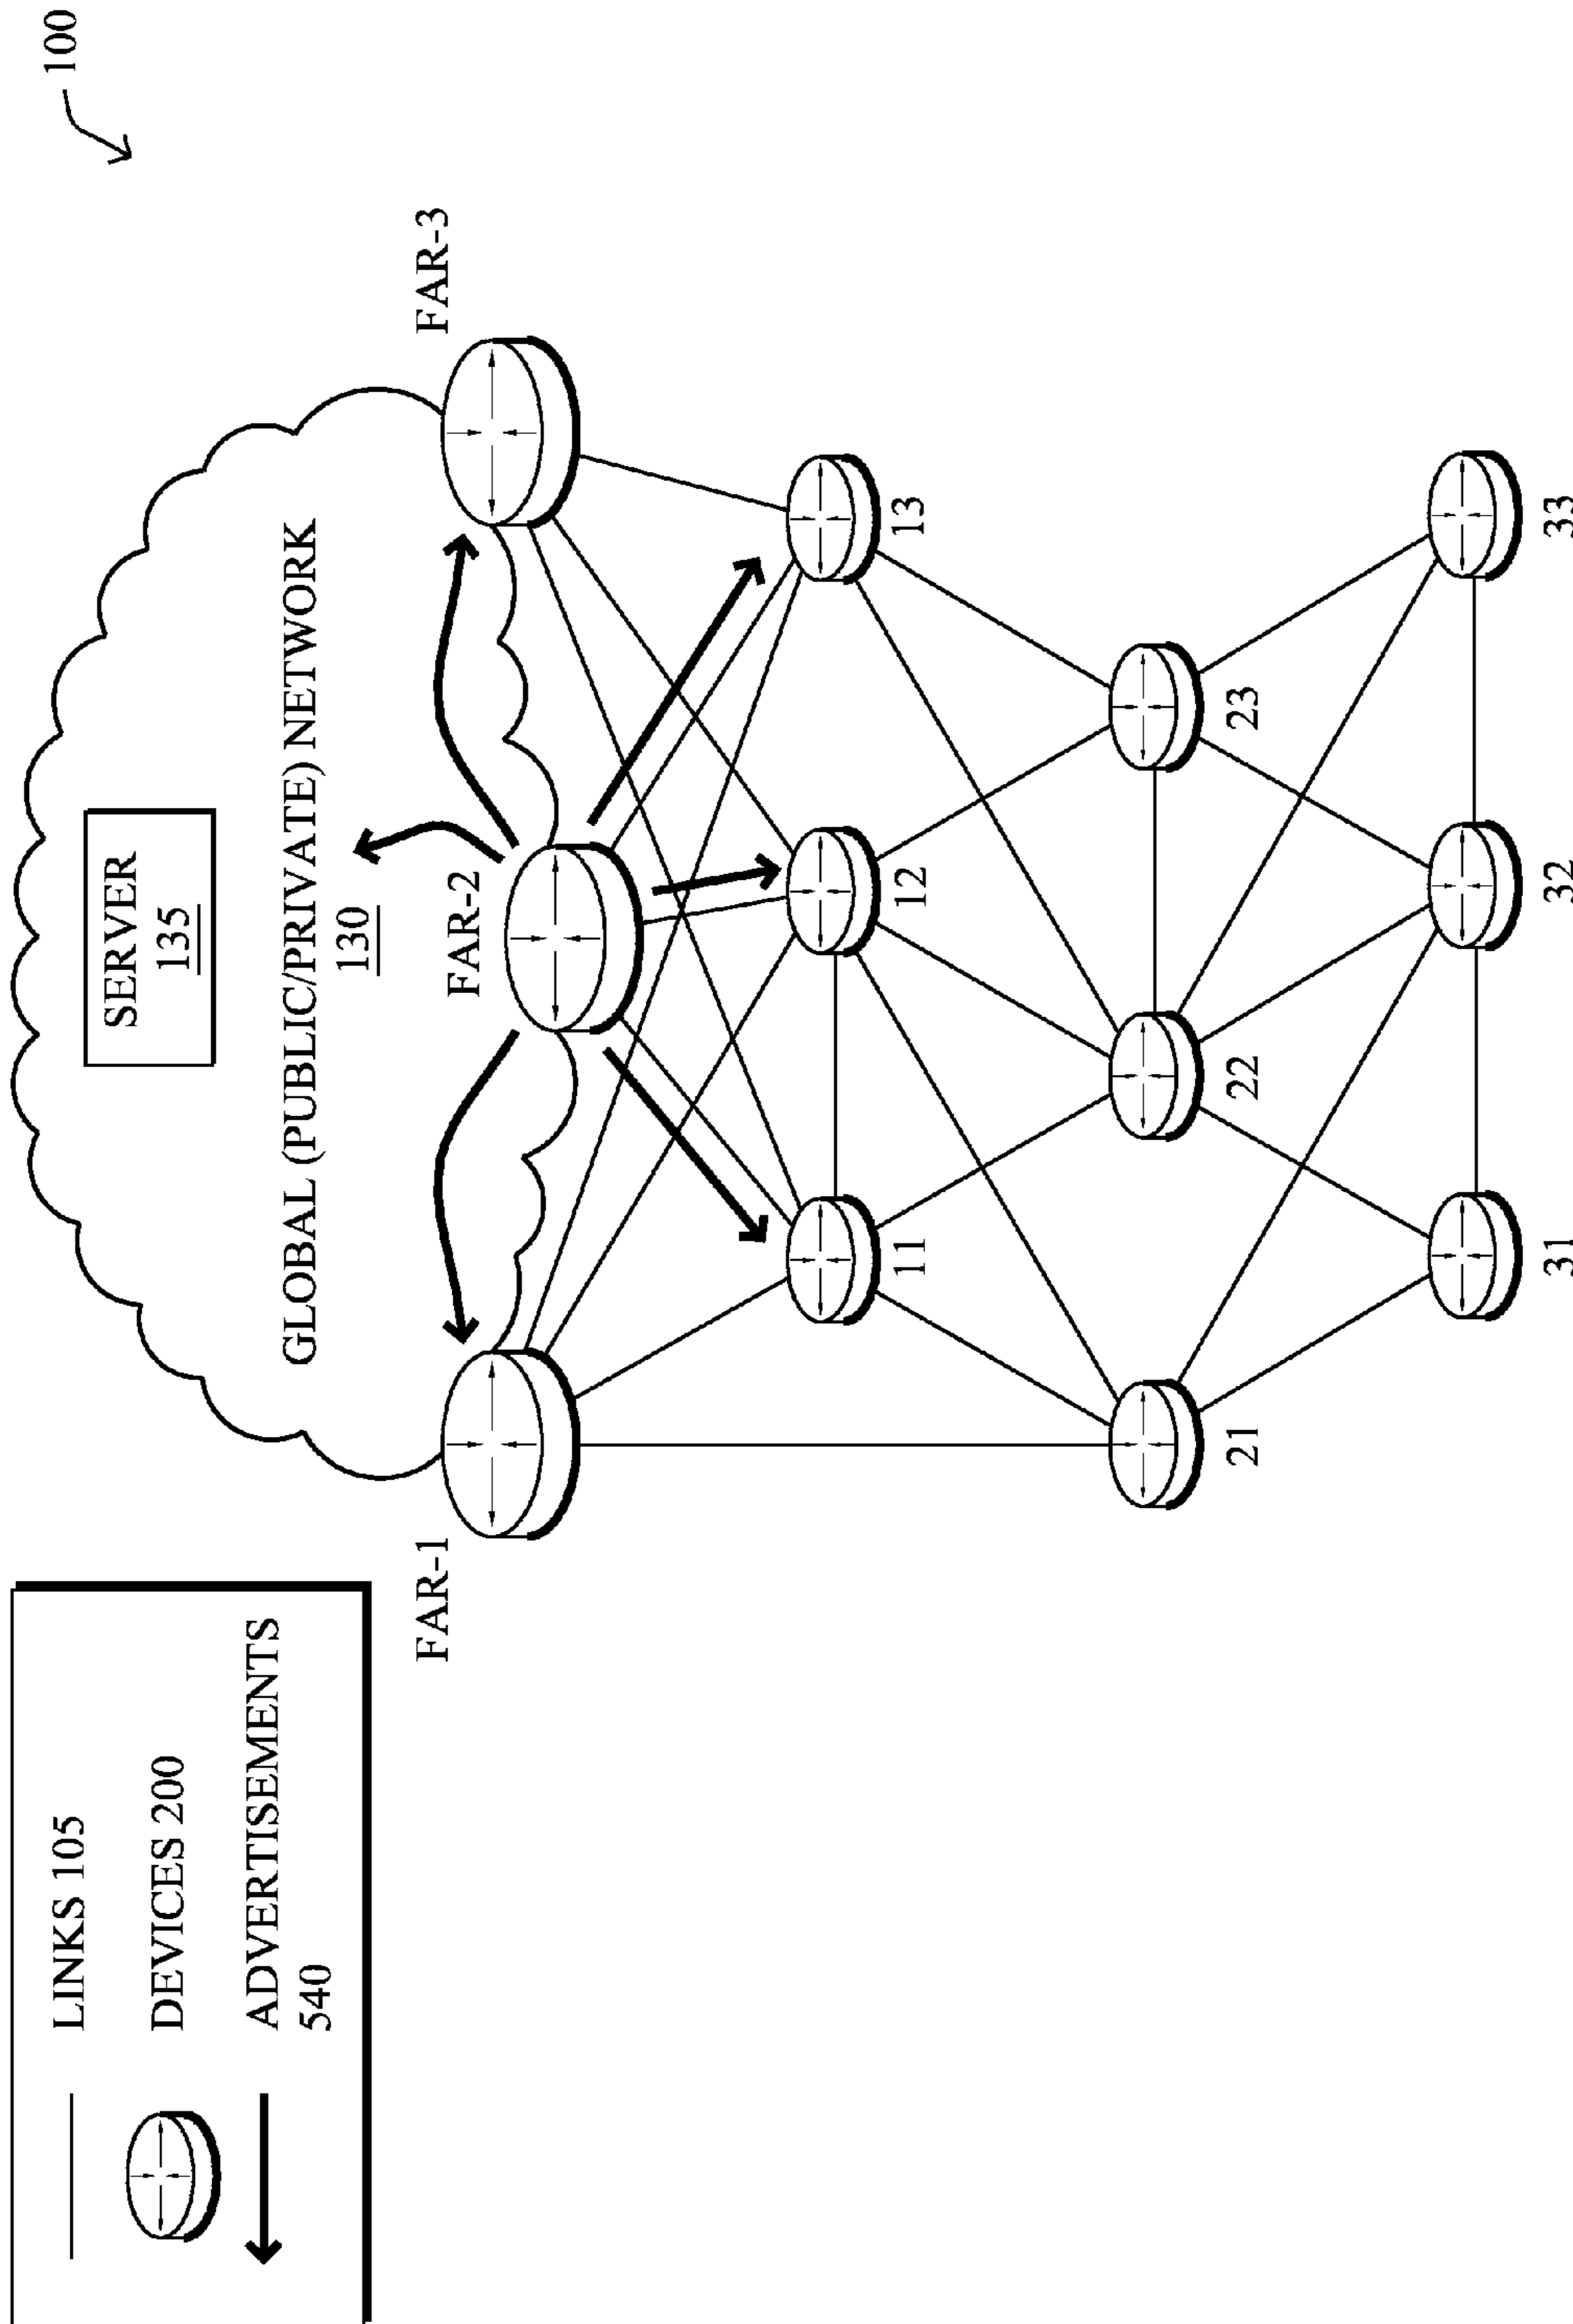 LINKS 105
DEVICES 200
ADVERTISEMENTS
540
100
SERVER
135
GLOBAL (PUBLIC/PRIVATE) NETWORK
130
FAR-1
FAR-2
FAR-3
11
12
13
21
22
23
31
32
33